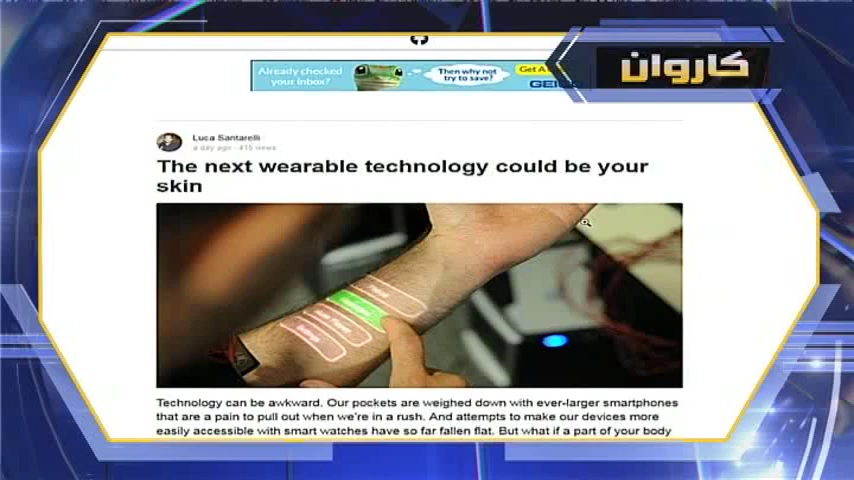 کاروان
Already checked
your inbox?
Then why not
try to save?
Luca Santarelli
a day ago - 415 views
The next wearable technology could be your
skin
Technology can be awkward. Our pockets are weighed down with ever-larger smartphones
that are a pain to pull out when we're in a rush. And attempts to make our devices more
easily accessible with smart watches have so far fallen flat. But what if a part of your body